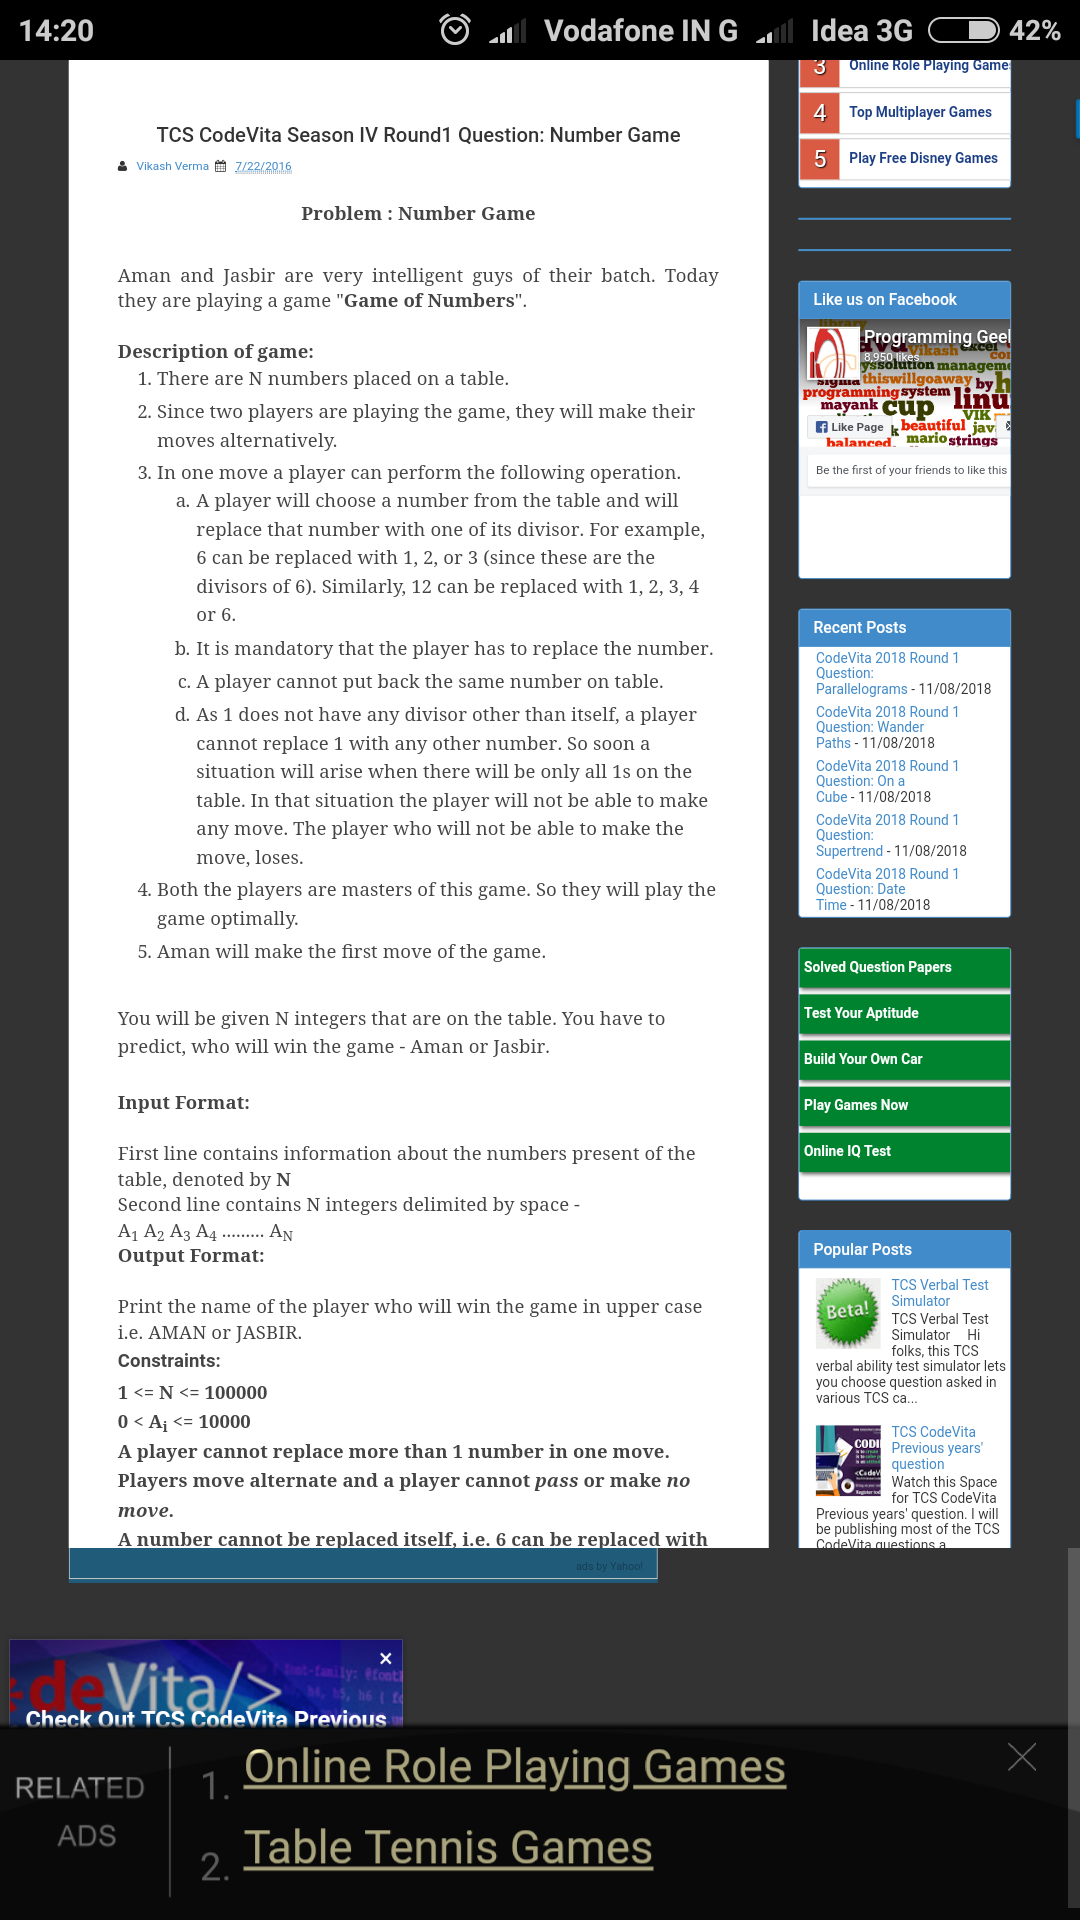 14:20 Vodafone IN G Idea 3G 42%
TCS CodeVita Season IV Round1 Question: Number Game
Vikash Verma 7/22/2016
Problem : Number Game
Aman and Jasbir are very intelligent guys of their batch. Today
they are playing a game "Game of Numbers".
Description of game:
1. There are N numbers placed on a table.
2. Since two players are playing the game, they will make their
moves alternatively.
3. In one move a player can perform the following operation.
a. A player will choose a number from the table and will
replace that number with one of its divisor. For example,
6 can be replaced with 1, 2, or 3 (since these are the
divisors of 6). Similarly, 12 can be replaced with 1, 2, 3, 4
or 6.
b. It is mandatory that the player has to replace the number.
c. A player cannot put back the same number on table.
d. As 1 does not have any divisor other than itself, a player
cannot replace 1 with any other number. So soon a
situation will arise when there will be only all 1s on the
table. In that situation the player will not be able to make
any move. The player who will not be able to make the
move, loses.
4. Both the players are masters of this game. So they will play the
game optimally.
5. Aman will make the first move of the game.
You will be given N integers that are on the table. You have to
predict, who will win the game - Aman or Jasbir.
Input Format:
First line contains information about the numbers present of the
table, denoted by N
Second line contains N integers delimited by space -
A1 A2 A3 A4 ......... AN
Output Format:
Print the name of the player who will win the game in upper case
i.e. AMAN or JASBIR.
Constraints:
1 <= N <= 100000
0 < Ai <= 10000
A player cannot replace more than 1 number in one move.
Players move alternate and a player cannot pass or make no
move.
A number cannot be replaced itself, i.e. 6 can be replaced with
3 Online Role Playing Games
4 Top Multiplayer Games
5 Play Free Disney Games
Like us on Facebook
Programming Geel
8,950 likes
library
vikash excel
solution management
sigma thiswillgoaway
programming system by
mayank cup linu
VIK
beautiful java
balanced mario strings
Like Page
Be the first of your friends to like this
Recent Posts
CodeVita 2018 Round 1
Question:
Parallelograms - 11/08/2018
CodeVita 2018 Round 1
Question: Wander
Paths - 11/08/2018
CodeVita 2018 Round 1
Question: On a
Cube - 11/08/2018
CodeVita 2018 Round 1
Question:
Supertrend - 11/08/2018
CodeVita 2018 Round 1
Question: Date
Time - 11/08/2018
Solved Question Papers
Test Your Aptitude
Build Your Own Car
Play Games Now
Online IQ Test
Popular Posts
Beta!
TCS Verbal Test
Simulator
TCS Verbal Test
Simulator Hi
folks, this TCS
verbal ability test simulator lets
you choose question asked in
various TCS ca...
TCS CodeVita
Previous years'
question
Watch this Space
for TCS CodeVita
Previous years' question. I will
be publishing most of the TCS
CodeVita questions a
ads by Yahoo!
deVita/>
Check Out TCS CodeVita Previous
RELATED
ADS
1. Online Role Playing Games
2. Table Tennis Games